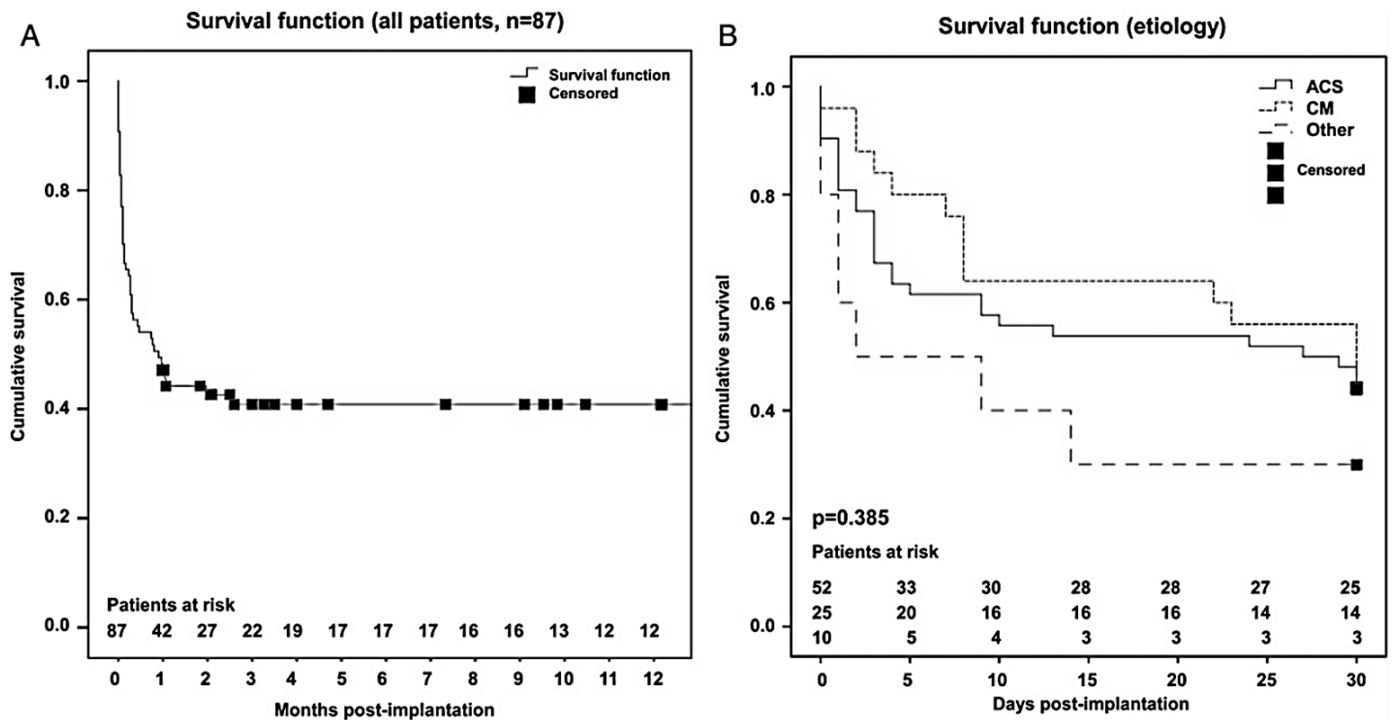 A
Survival function (all patients, n=87)
Survival function
Censored
1.0
0.8
0.6
0.4
0.2
0.0
Cumulative survival
Patients at risk
87 42 27 22 19 17 17 17 16 16 13 12 12
0 1 2 3 4 5 6 7 8 9 10 11 12
Months post-implantation
B
Survival function (etiology)
ACS
CM
Other
Censored
1.0
0.8
0.6
0.4
0.2
0.0
Cumulative survival
p=0.385
Patients at risk
52 33 30 28 28 27 25
25 20 16 16 16 14 14
10 5 4 3 3 3 3
0 5 10 15 20 25 30
Days post-implantation